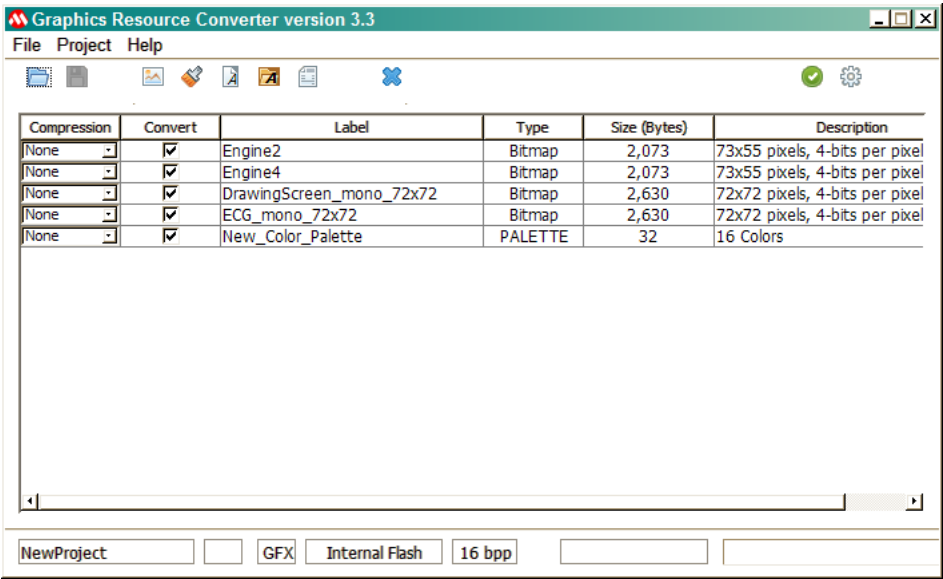 Graphics Resource Converter version 3.3
File Project Help
Compression Convert Label Type Size (Bytes) Description
None Engine2 Bitmap 2,073 73x55 pixels, 4-bits per pixel
None Engine4 Bitmap 2,073 73x55 pixels, 4-bits per pixel
None DrawingScreen_mono_72x72 Bitmap 2,630 72x72 pixels, 4-bits per pixel
None ECG_mono_72x72 Bitmap 2,630 72x72 pixels, 4-bits per pixel
None New_Color_Palette PALETTE 32 16 Colors
NewProject GFX Internal Flash 16 bpp